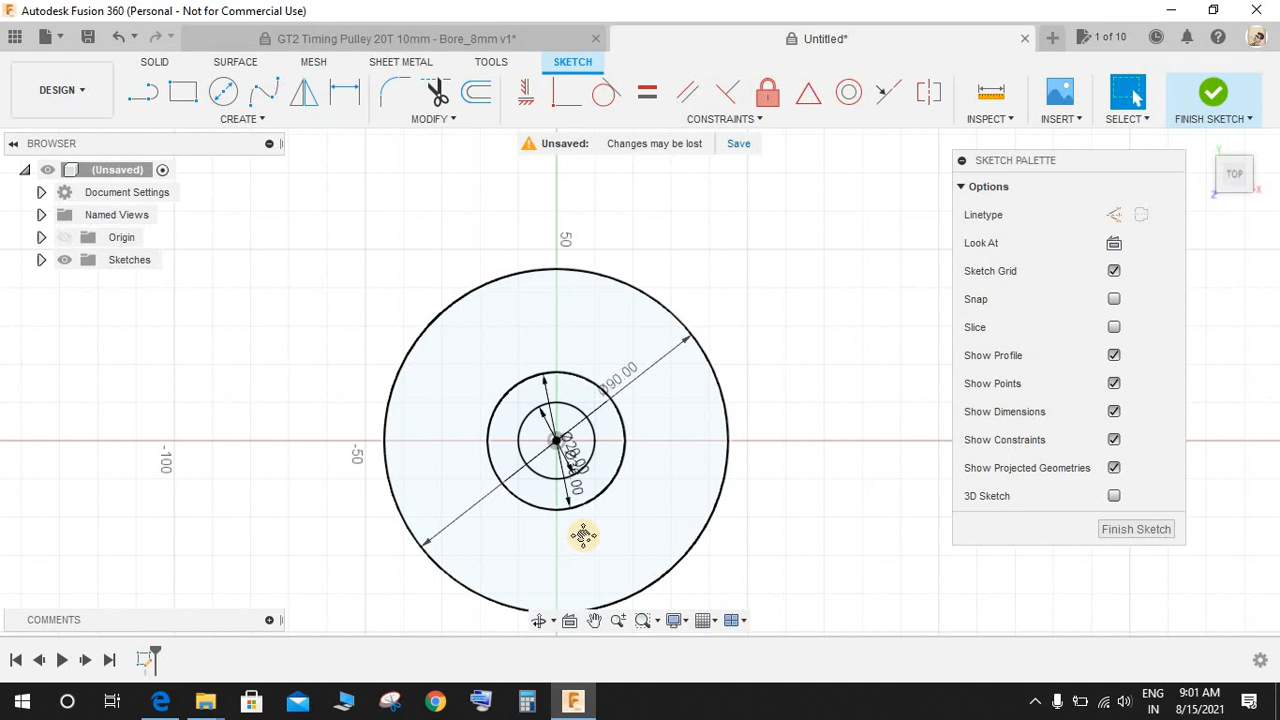 Autodesk Fusion 360 (Personal - Not for Commercial Use)
GT2 Timing Pulley 20T 10mm - Bore_8mm v1*
Untitled*
1 of 10
SOLID
SURFACE
MESH
SHEET METAL
TOOLS
SKETCH
DESIGN
CREATE
MODIFY
CONSTRAINTS
INSPECT
INSERT
SELECT
FINISH SKETCH
BROWSER
Unsaved: Changes may be lost Save
(Unsaved)
Document Settings
Named Views
Origin
Sketches
SKETCH PALETTE
Options
Linetype
Look At
Sketch Grid
Snap
Slice
Show Profile
Show Points
Show Dimensions
Show Constraints
Show Projected Geometries
3D Sketch
Finish Sketch
TOP
Y
X
Z
50
Ø90.00
-50
-100
COMMENTS
ENG
IN
9:01 AM
8/15/2021